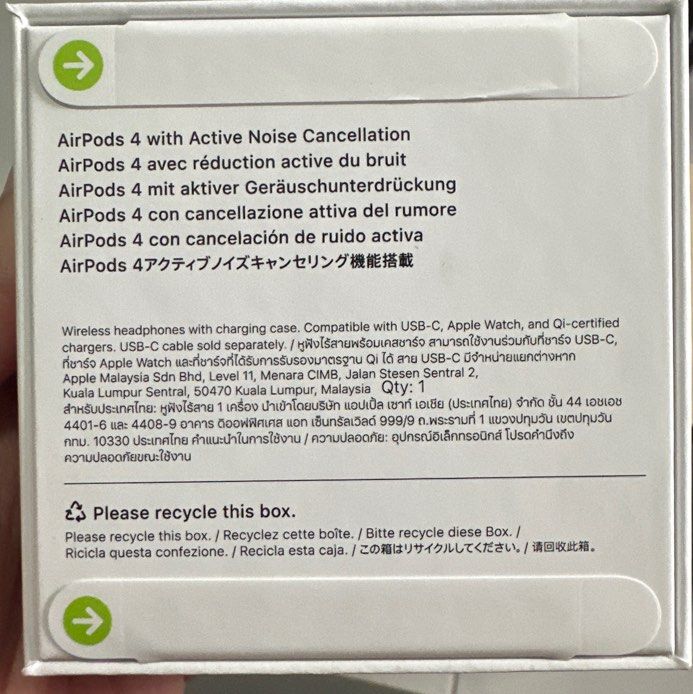 AirPods 4 with Active Noise Cancellation
AirPods 4 avec réduction active du bruit
AirPods 4 mit aktiver Geräuschunterdrückung
AirPods 4 con cancellazione attiva del rumore
AirPods 4 con cancelación de ruido activa
AirPods 4アクティブノイズキャンセリング機能搭載
Wireless headphones with charging case. Compatible with USB-C, Apple Watch, and Qi-certified
chargers. USB-C cable sold separately. / หูฟังไร้สายพร้อมเคสชาร์จ สามารถใช้งานร่วมกับที่ชาร์จ USB-C,
ที่ชาร์จ Apple Watch และที่ชาร์จที่ได้รับการรับรองมาตรฐาน Qi ได้ สาย USB-C มีจำหน่ายแยกต่างหาก
Apple Malaysia Sdn Bhd, Level 11, Menara CIMB, Jalan Stesen Sentral 2,
Kuala Lumpur Sentral, 50470 Kuala Lumpur, Malaysia Qty: 1
สำหรับประเทศไทย: หูฟังไร้สาย 1 เครื่อง นำเข้าโดยบริษัท แอปเปิ้ล เซาท์ เอเชีย (ประเทศไทย) จำกัด ชั้น 44 เอชเอช
4401-6 และ 4408-9 อาคาร ดิออฟฟิศเศส แอท เซ็นทรัลเวิลด์ 999/9 ถ.พระรามที่ 1 แขวงปทุมวัน เขตปทุมวัน
กทม. 10330 ประเทศไทย คำแนะนำในการใช้งาน / ความปลอดภัย: อุปกรณ์อิเล็กทรอนิกส์ โปรดคำนึงถึง
ความปลอดภัยขณะใช้งาน
Please recycle this box.
Please recycle this box. / Recyclez cette boîte. / Bitte recycle diese Box. /
Ricicla questa confezione. / Recicla esta caja. / この箱はリサイクルしてください。/ 请回收此箱。